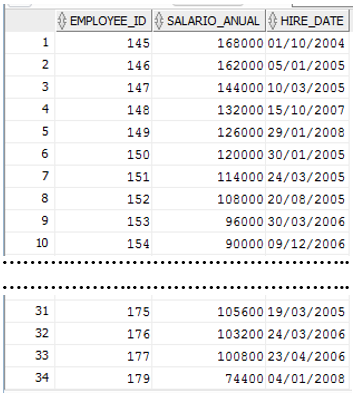 EMPLOYEE_ID SALARIO_ANUAL HIRE_DATE
1 145 168000 01/10/2004
2 146 162000 05/01/2005
3 147 144000 10/03/2005
4 148 132000 15/10/2007
5 149 126000 29/01/2008
6 150 120000 30/01/2005
7 151 114000 24/03/2005
8 152 108000 20/08/2005
9 153 96000 30/03/2006
10 154 90000 09/12/2006
31 175 105600 19/03/2005
32 176 103200 24/03/2006
33 177 100800 23/04/2006
34 179 74400 04/01/2008